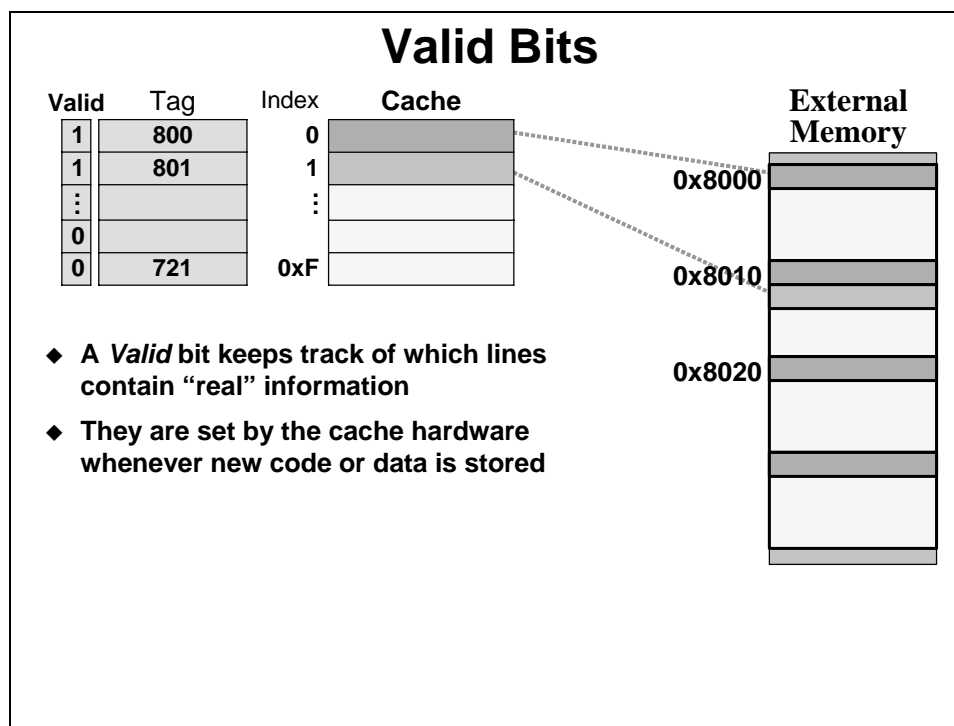 Valid Bits
Valid Tag Index Cache
External
Memory
1 800 0
1 801 1
⋮ ⋮
0
0 721 0xF
0x8000
0x8010
0x8020
◆ A Valid bit keeps track of which lines
contain “real” information
◆ They are set by the cache hardware
whenever new code or data is stored